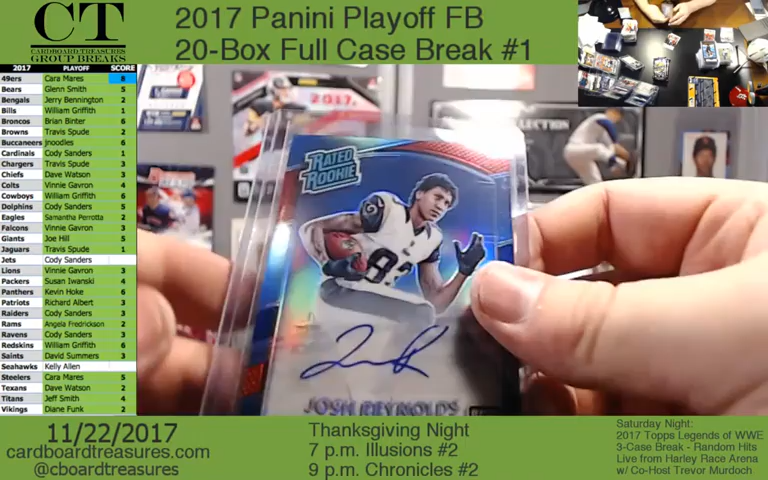 CT
CARDBOARD TREASURES
GROUP BREAKS
2017 Panini Playoff FB
20-Box Full Case Break #1
2017 PLAYOFF SCORE
49ers Cara Mares 8
Bears Glenn Smith 5
Bengals Jerry Bennington 2
Bills William Griffith 1
Broncos Brian Binter 6
Browns Travis Spude 2
Buccaneers Jnoodles 6
Cardinals Cody Sanders 1
Chargers Travis Spude 3
Chiefs Dave Watson 3
Colts Vinnie Gavron 4
Cowboys William Griffith 6
Dolphins Cody Sanders 5
Eagles Samantha Perrotta 2
Falcons Vinnie Gavron 3
Giants Joe Hill 5
Jaguars Travis Spude 1
Jets Cody Sanders
Lions Vinnie Gavron 3
Packers Susan Iwanski 4
Panthers Kevin Hoke 6
Patriots Richard Albert 3
Raiders Cody Sanders 3
Rams Angela Fredrickson 2
Ravens Cody Sanders 3
Redskins William Griffith 6
Saints David Summers 3
Seahawks Kelly Allen
Steelers Cara Mares 5
Texans Dave Watson 2
Titans Jeff Smith 4
Vikings Diane Funk 2
2017
RATED
ROOKIE
83
JOSH REYNOLDS
11/22/2017
cardboardtreasures.com
@cboardtreasures
Thanksgiving Night
7 p.m. Illusions #2
9 p.m. Chronicles #2
Saturday Night:
2017 Topps Legends of WWE
3-Case Break - Random Hits
Live from Harley Race Arena
w/ Co-Host Trevor Murdoch